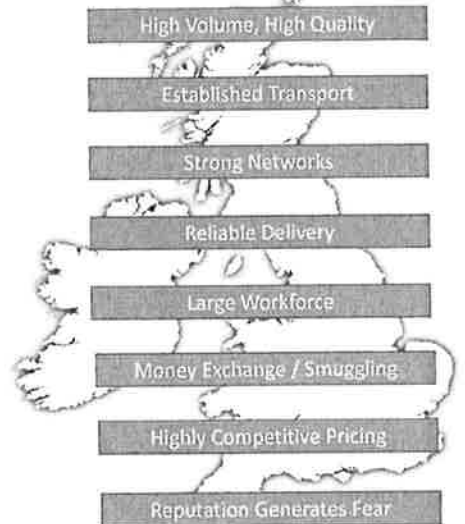 High Volume, High Quality
Established Transport
Strong Networks
Reliable Delivery
Large Workforce
Money Exchange / Smuggling
Highly Competitive Pricing
Reputation Generates Fear